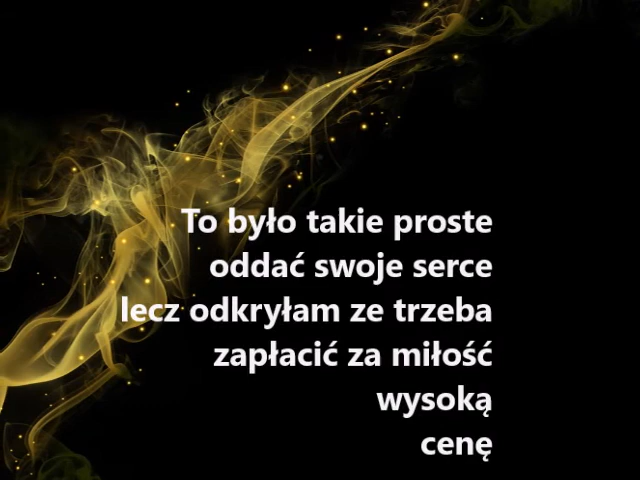 To było takie proste
oddać swoje serce
lecz odkryłam ze trzeba
zapłacić za miłość
wysoką
cenę